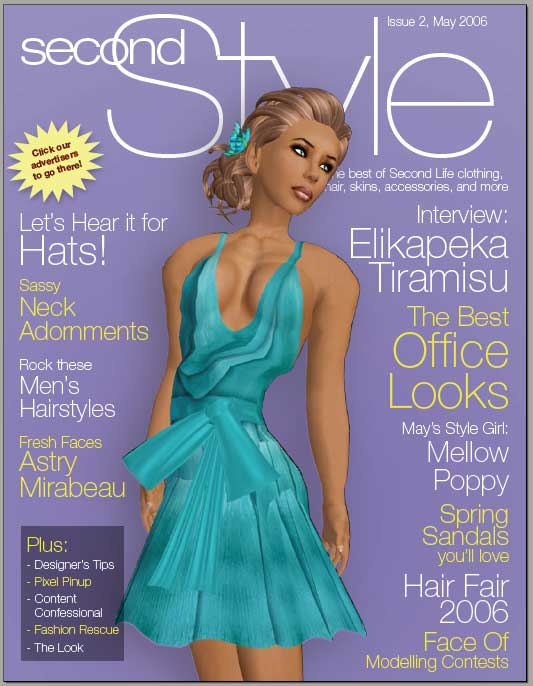 second
Style
Issue 2, May 2006
Click our
advertisers
to go there!
he best of Second Life clothing,
hair, skins, accessories, and more
Let's Hear it for
Hats!
Sassy
Neck
Adornments
Rock these
Men's
Hairstyles
Fresh Faces
Astry
Mirabeau
Plus:
- Designer's Tips
- Pixel Pinup
- Content
Confessional
- Fashion Rescue
- The Look
Interview:
Elikapeka
Tiramisu
The Best
Office
Looks
May's Style Girl:
Mellow
Poppy
Spring
Sandals
you'll love
Hair Fair
2006
Face Of
Modelling Contests